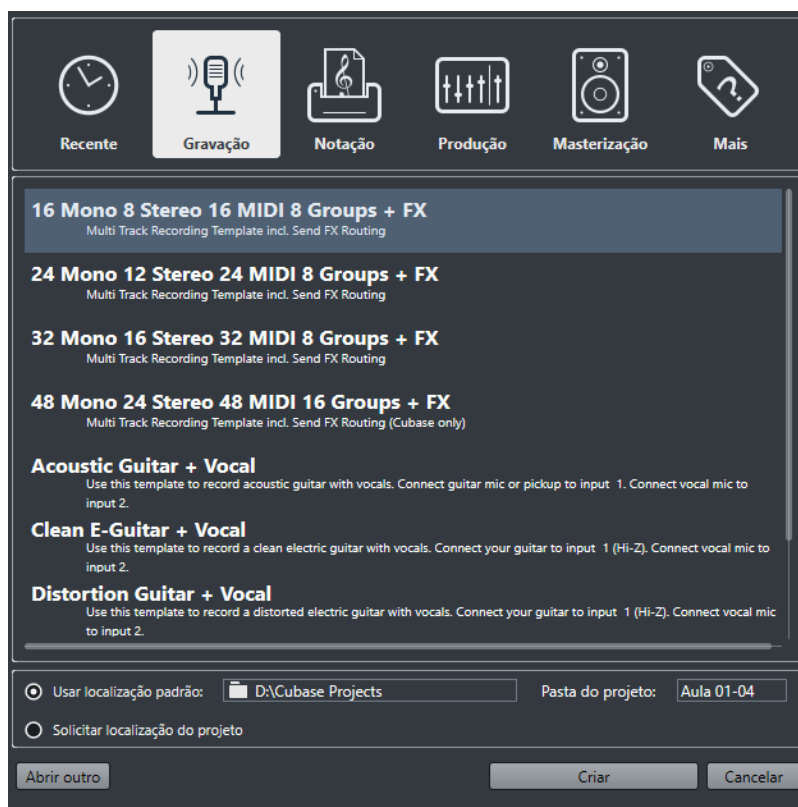 Recente
Gravação
Notação
Produção
Masterização
Mais
16 Mono 8 Stereo 16 MIDI 8 Groups + FX
Multi Track Recording Template incl. Send FX Routing
24 Mono 12 Stereo 24 MIDI 8 Groups + FX
Multi Track Recording Template incl. Send FX Routing
32 Mono 16 Stereo 32 MIDI 8 Groups + FX
Multi Track Recording Template incl. Send FX Routing
48 Mono 24 Stereo 48 MIDI 16 Groups + FX
Multi Track Recording Template incl. Send FX Routing (Cubase only)
Acoustic Guitar + Vocal
Use this template to record acoustic guitar with vocals. Connect guitar mic or pickup to input 1. Connect vocal mic to
input 2.
Clean E-Guitar + Vocal
Use this template to record a clean electric guitar with vocals. Connect your guitar to input 1 (Hi-Z). Connect vocal mic to
input 2.
Distortion Guitar + Vocal
Use this template to record a distorted electric guitar with vocals. Connect your guitar to input 1 (Hi-Z). Connect vocal mic
to input 2.
Usar localização padrão: D:\Cubase Projects Pasta do projeto: Aula 01-04
Solicitar localização do projeto
Abrir outro Criar Cancelar